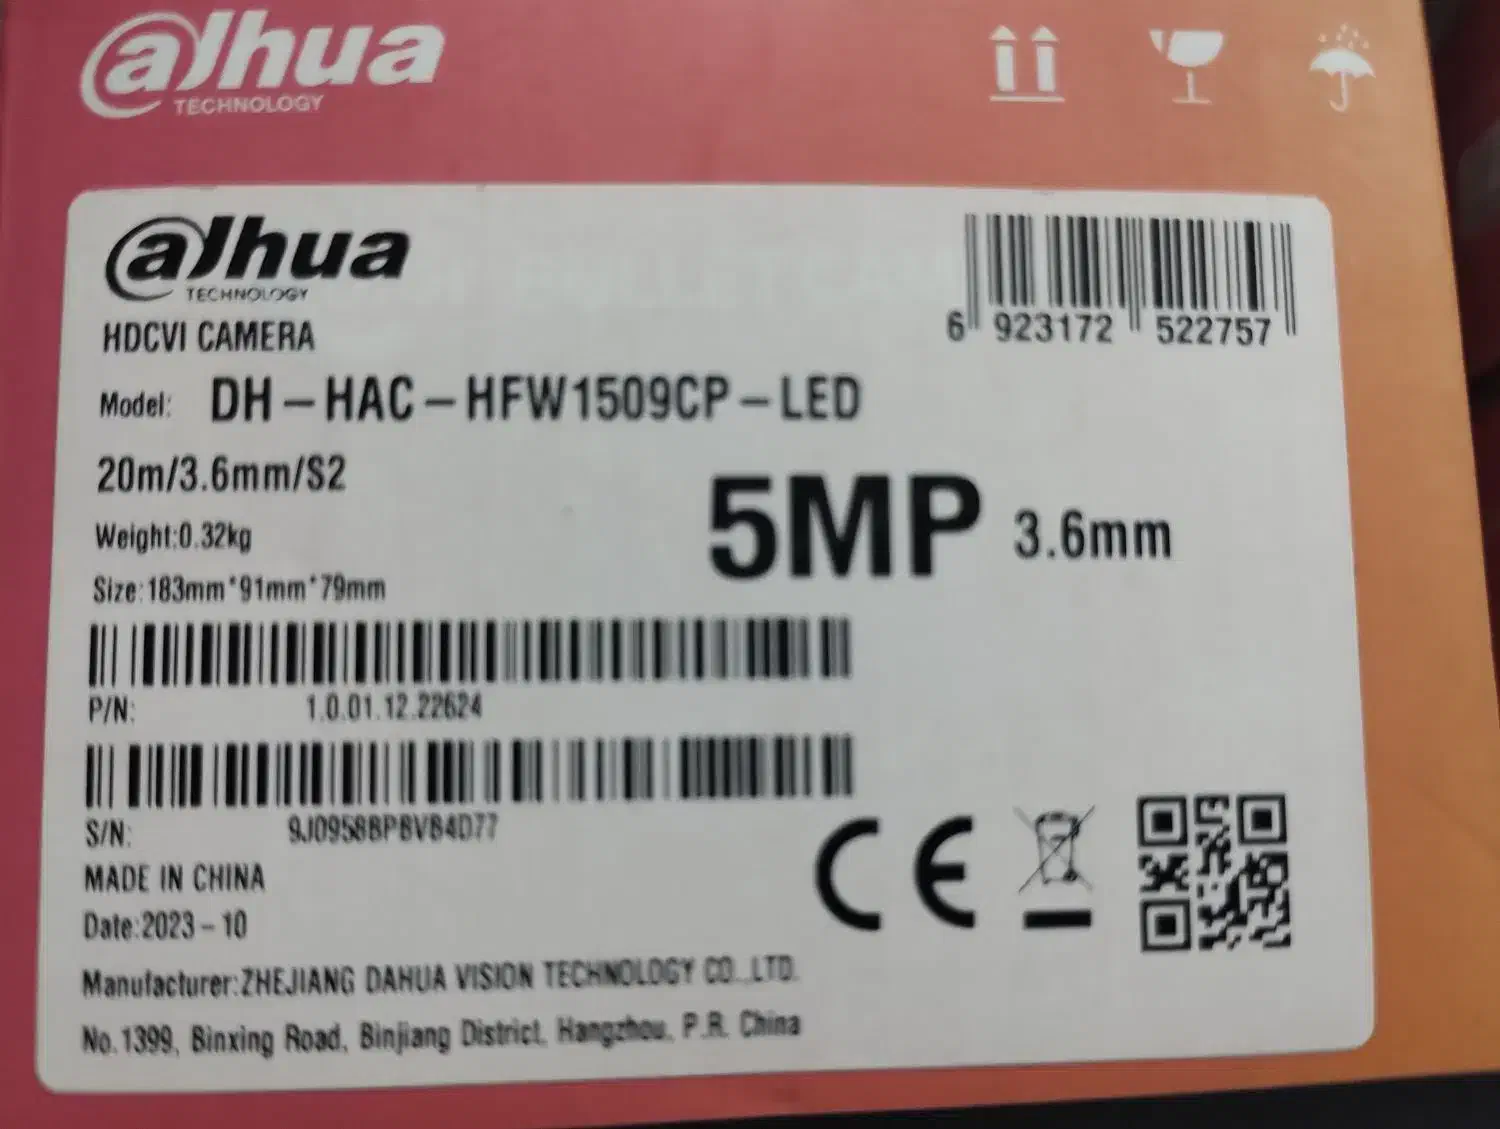 alhua
TECHNOLOGY
alhua
TECHNOLOGY
HDCVI CAMERA
6 923172 522757
Model: DH-HAC-HFW1509CP-LED
20m/3.6mm/S2
5MP 3.6mm
Weight:0.32kg
Size:183mm*91mm*79mm
P/N: 1.0.01.12.22624
S/N: 9J0958BPBVB4D77
MADE IN CHINA
CE
Date:2023-10
Manufacturer:ZHEJIANG DAHUA VISION TECHNOLOGY CO.,LTD.
No.1399, Binxing Road, Binjiang District, Hangzhou, P.R. China